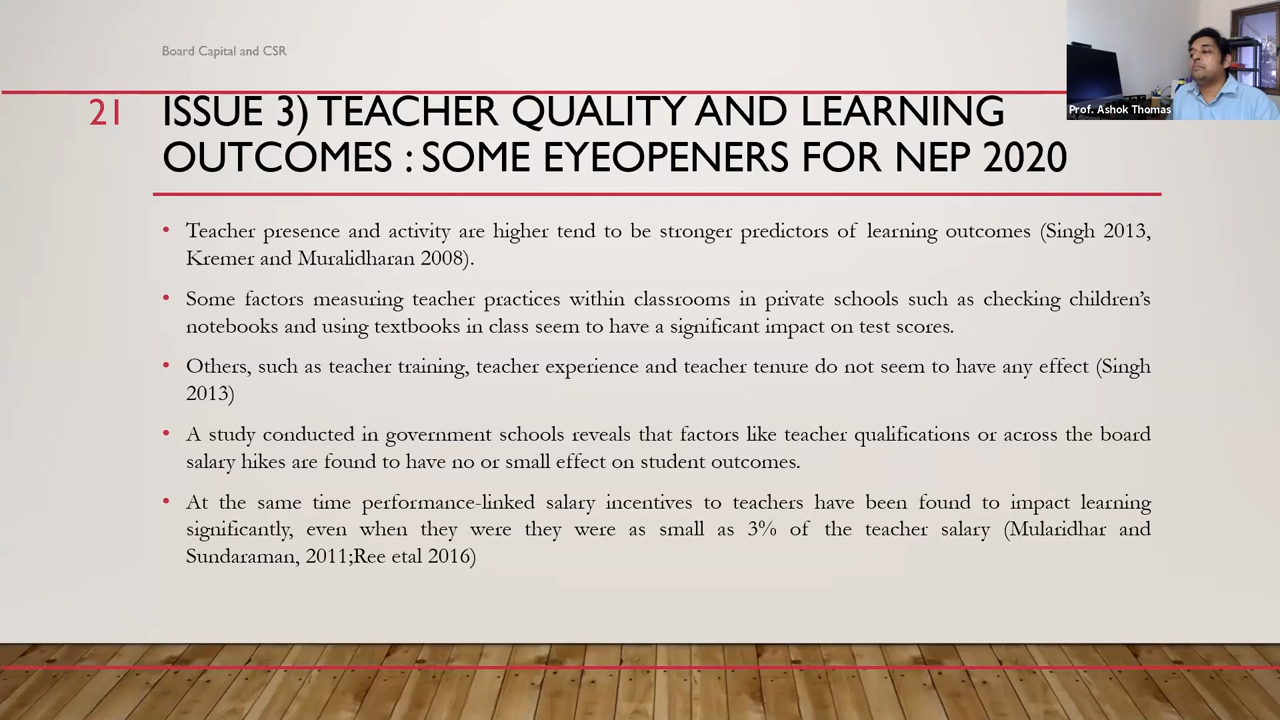 Board Capital and CSR
Prof. Ashok Thomas
21
ISSUE 3) TEACHER QUALITY AND LEARNING
OUTCOMES : SOME EYEOPENERS FOR NEP 2020
• Teacher presence and activity are higher tend to be stronger predictors of learning outcomes (Singh 2013,
Kremer and Muralidharan 2008).
• Some factors measuring teacher practices within classrooms in private schools such as checking children’s
notebooks and using textbooks in class seem to have a significant impact on test scores.
• Others, such as teacher training, teacher experience and teacher tenure do not seem to have any effect (Singh
2013)
• A study conducted in government schools reveals that factors like teacher qualifications or across the board
salary hikes are found to have no or small effect on student outcomes.
• At the same time performance-linked salary incentives to teachers have been found to impact learning
significantly, even when they were they were as small as 3% of the teacher salary (Mularidhar and
Sundaraman, 2011;Ree etal 2016)